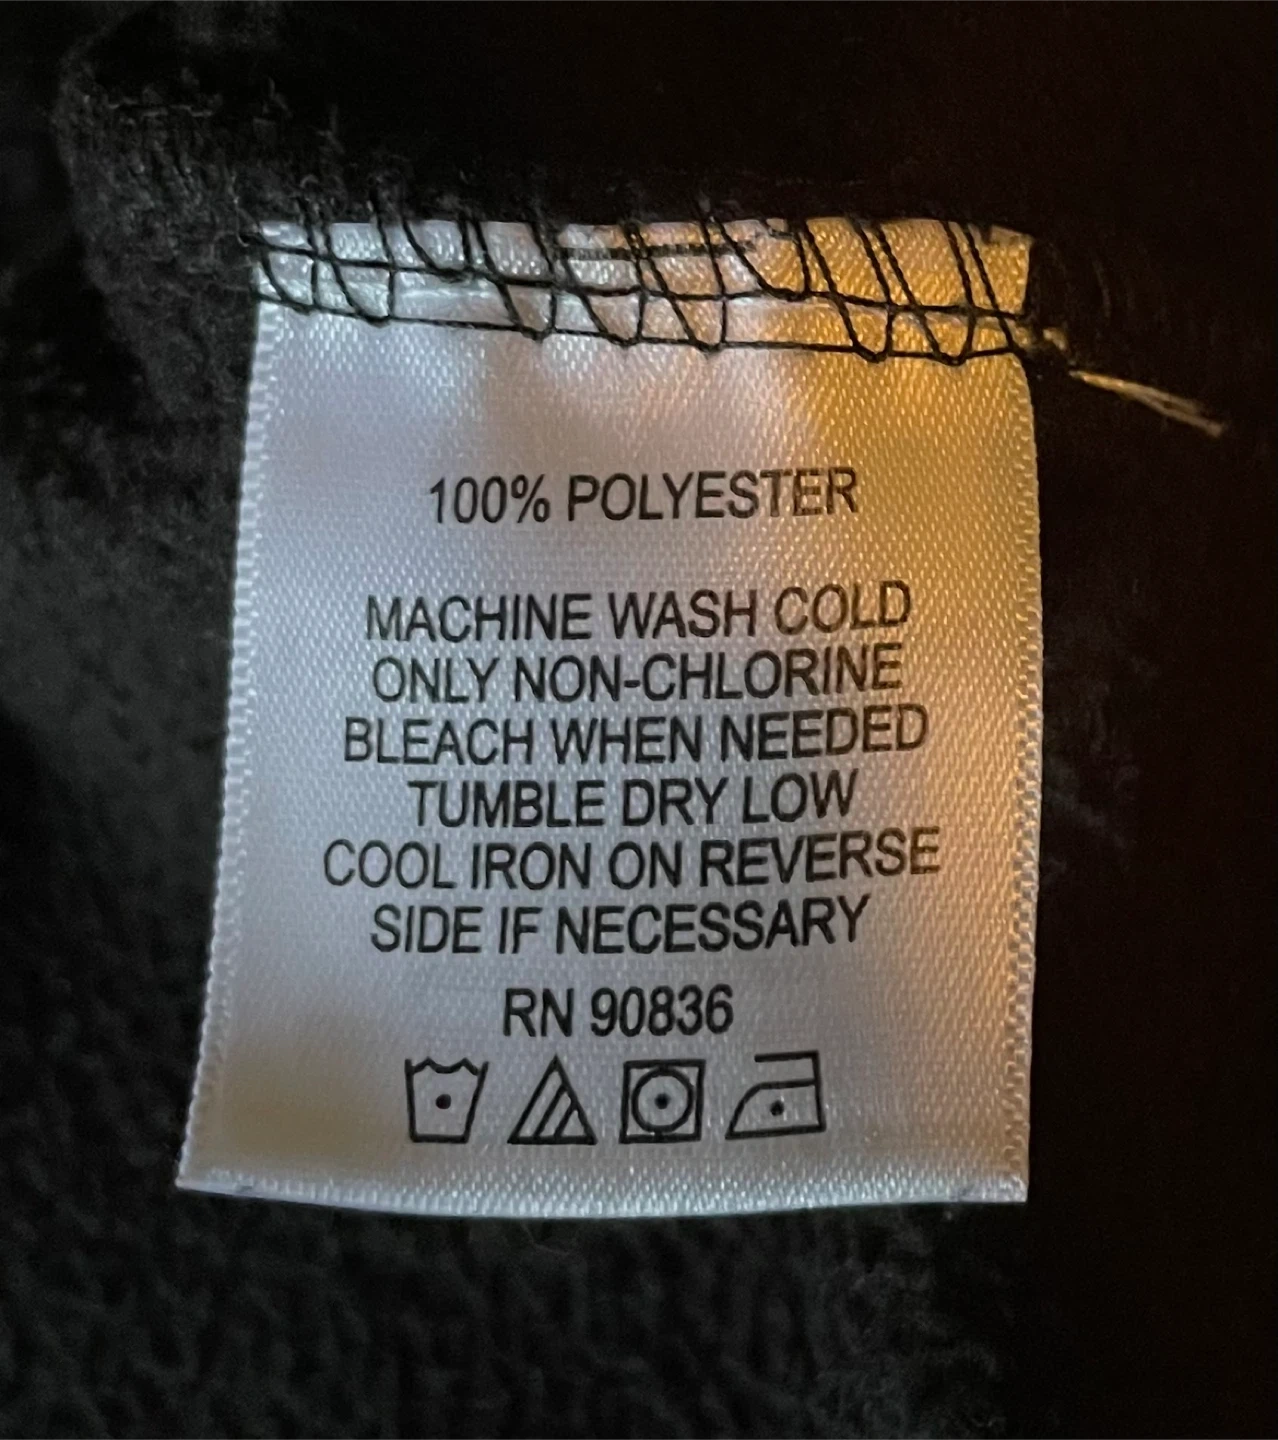 100% POLYESTER
MACHINE WASH COLD
ONLY NON-CHLORINE
BLEACH WHEN NEEDED
TUMBLE DRY LOW
COOL IRON ON REVERSE
SIDE IF NECESSARY
RN 90836